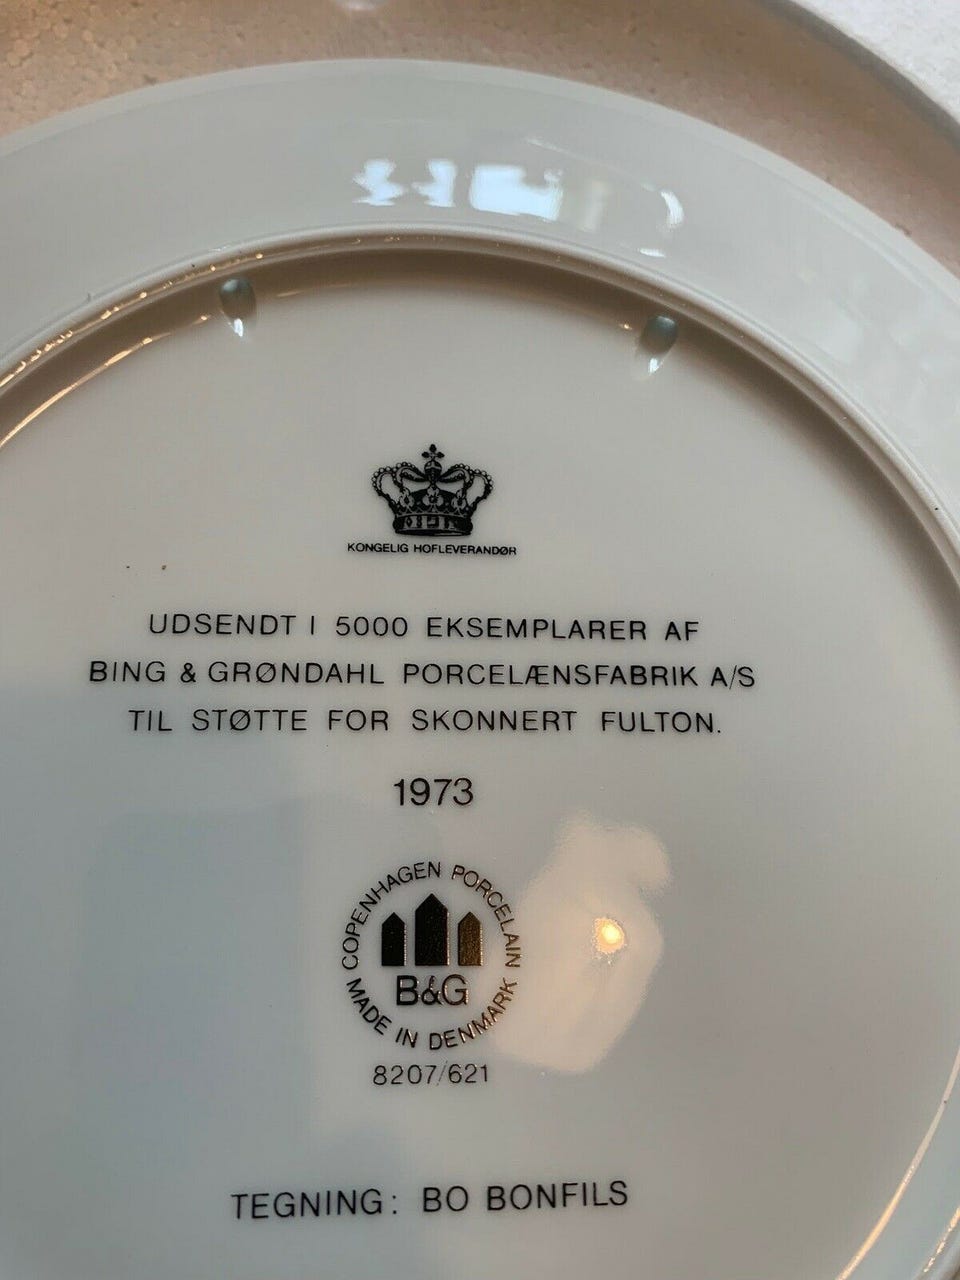 KONGELIG HOFLEVERANDØR
UDSENDT I 5000 EKSEMPLARER AF
BING & GRØNDAHL PORCELÆNSFABRIK A/S
TIL STØTTE FOR SKONNERT FULTON.
1973
COPENHAGEN PORCELAIN
B&G
MADE IN DENMARK
8207/621
TEGNING: BO BONFILS